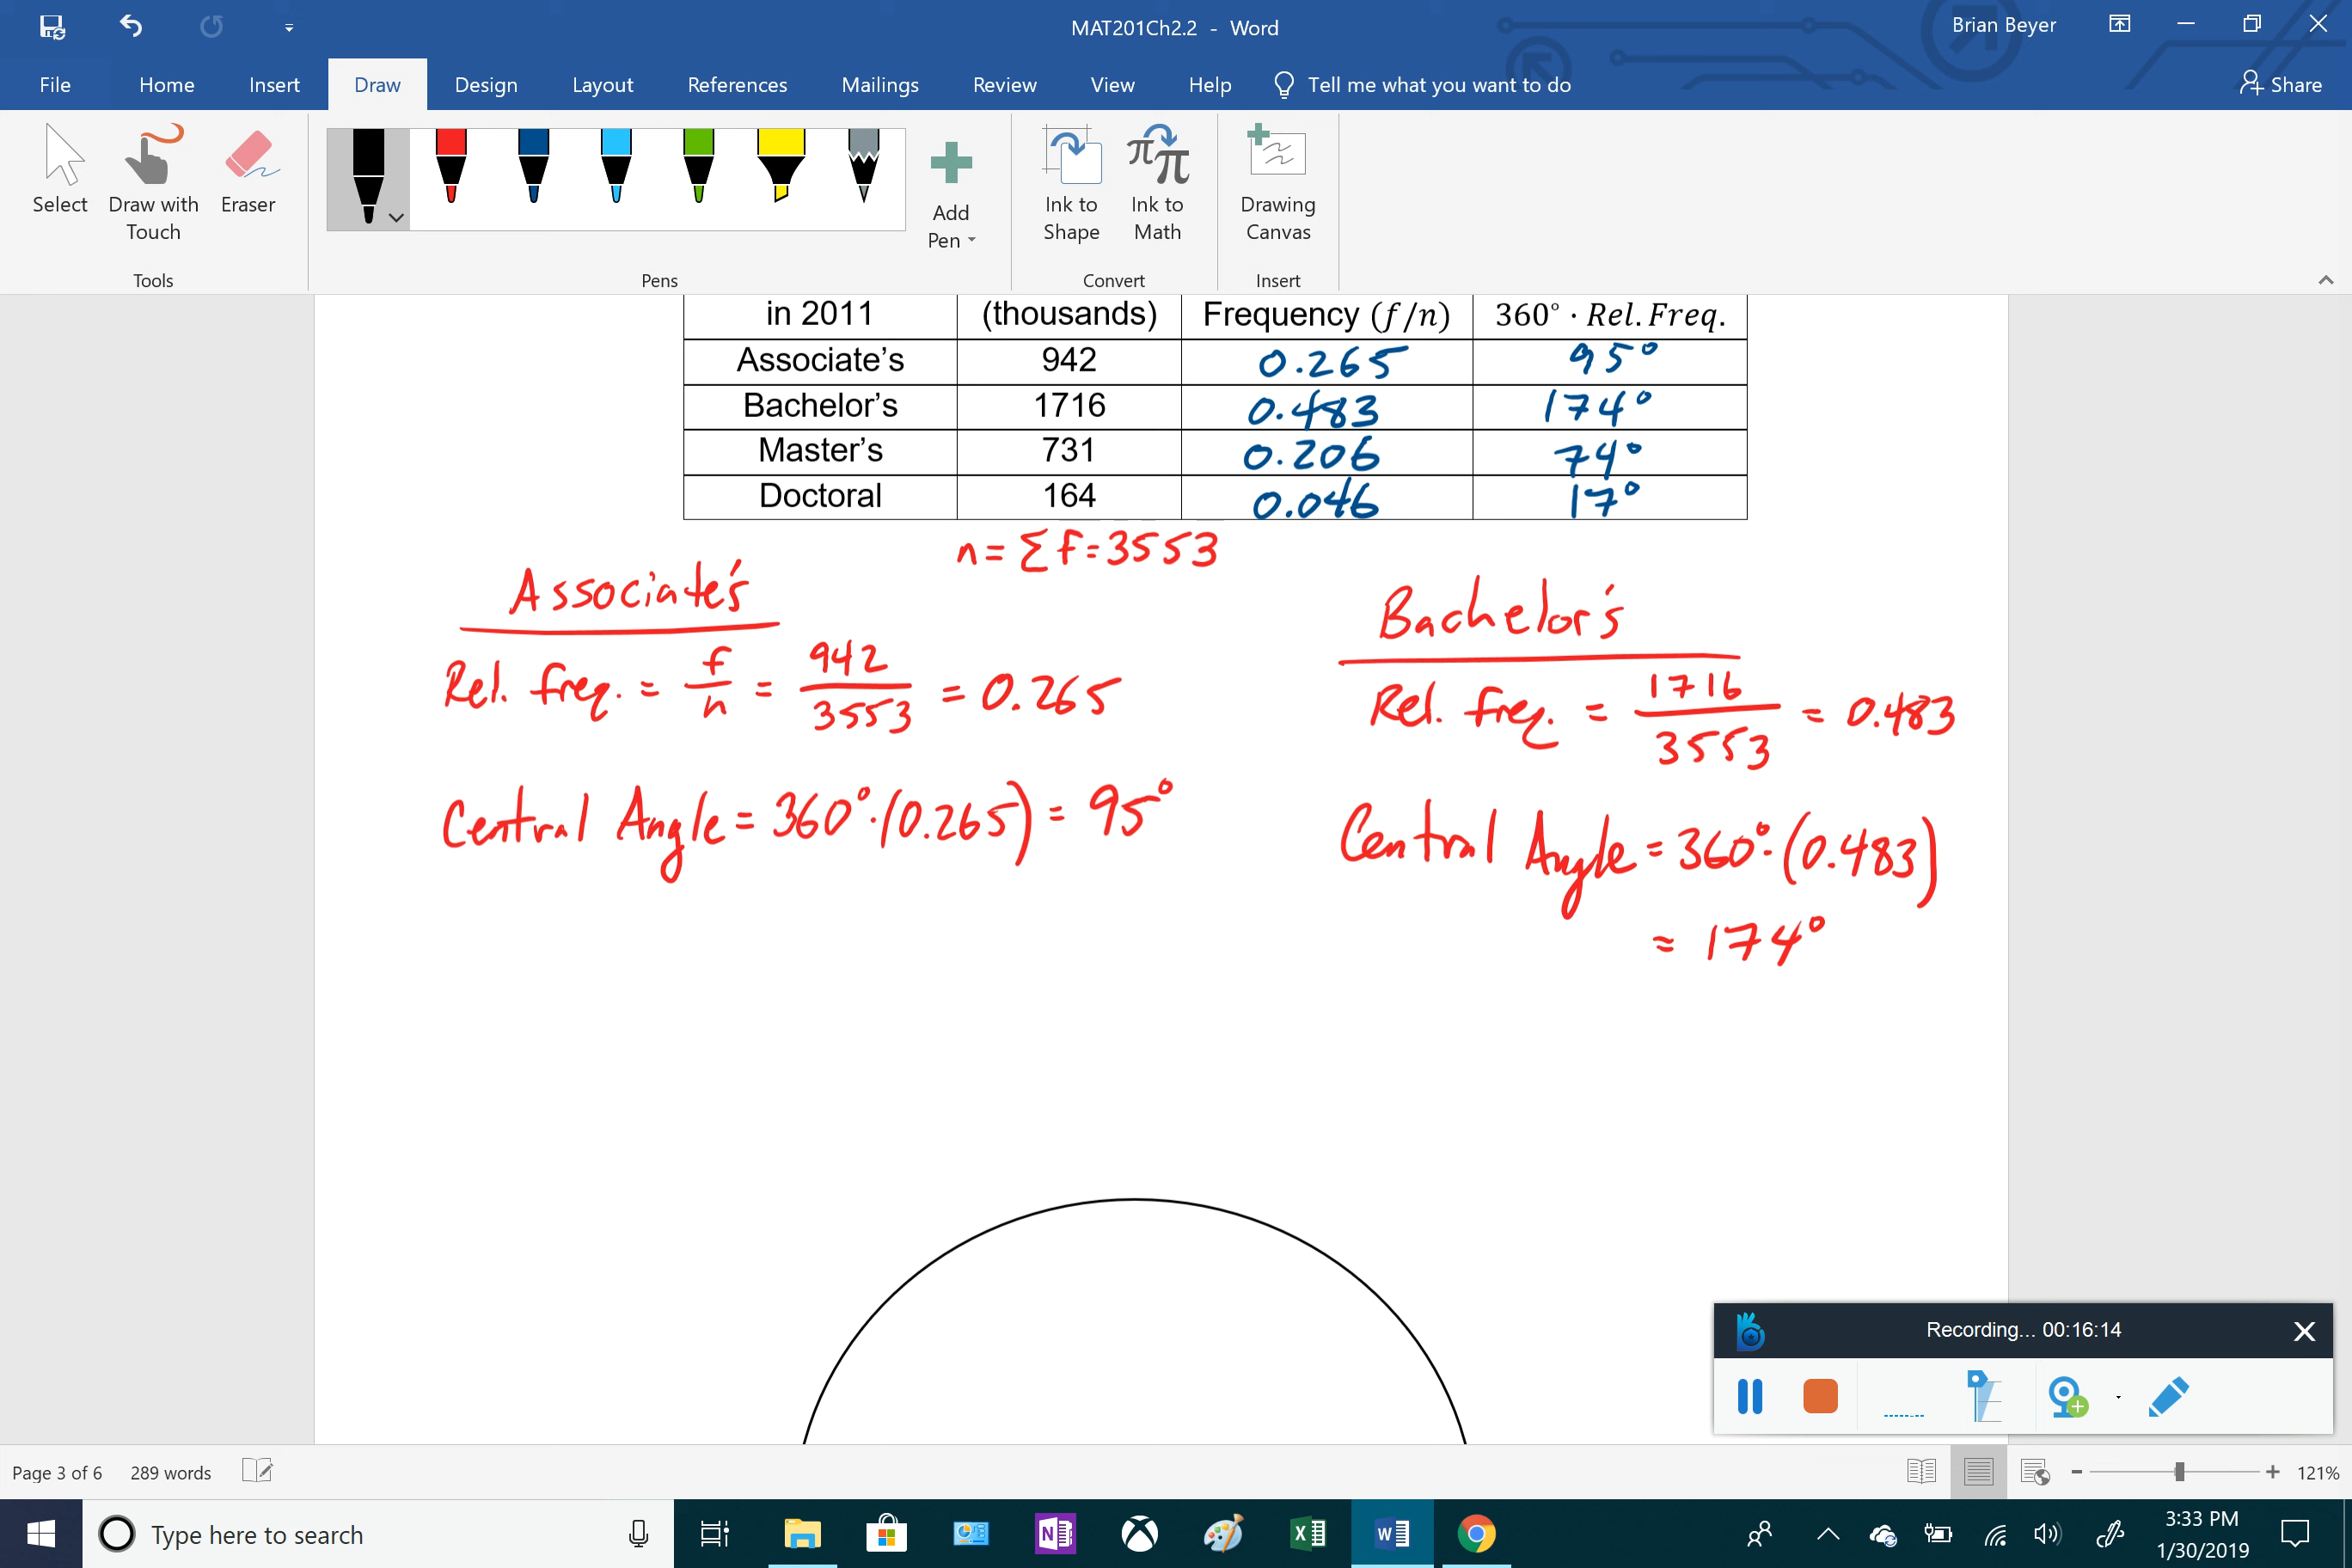 MAT201Ch2.2 - Word
Brian Beyer
File Home Insert Draw Design Layout References Mailings Review View Help Tell me what you want to do Share
Select
Draw with Touch
Eraser
Add Pen
Ink to Shape
Ink to Math
Drawing Canvas
Tools Pens Convert Insert
in 2011 (thousands) Frequency (f/n) 360° · Rel. Freq.
Associate's 942 0.265 95°
Bachelor's 1716 0.483 174°
Master's 731 0.206 74°
Doctoral 164 0.046 17°
n = Σ f = 3553
Associate's
Rel. freq. = f/n = 942/3553 = 0.265
Central Angle = 360° · (0.265) = 95°
Bachelor's
Rel. freq. = 1716/3553 = 0.483
Central Angle = 360° · (0.483)
= 174°
Recording... 00:16:14
Page 3 of 6 289 words
121%
Type here to search
3:33 PM
1/30/2019